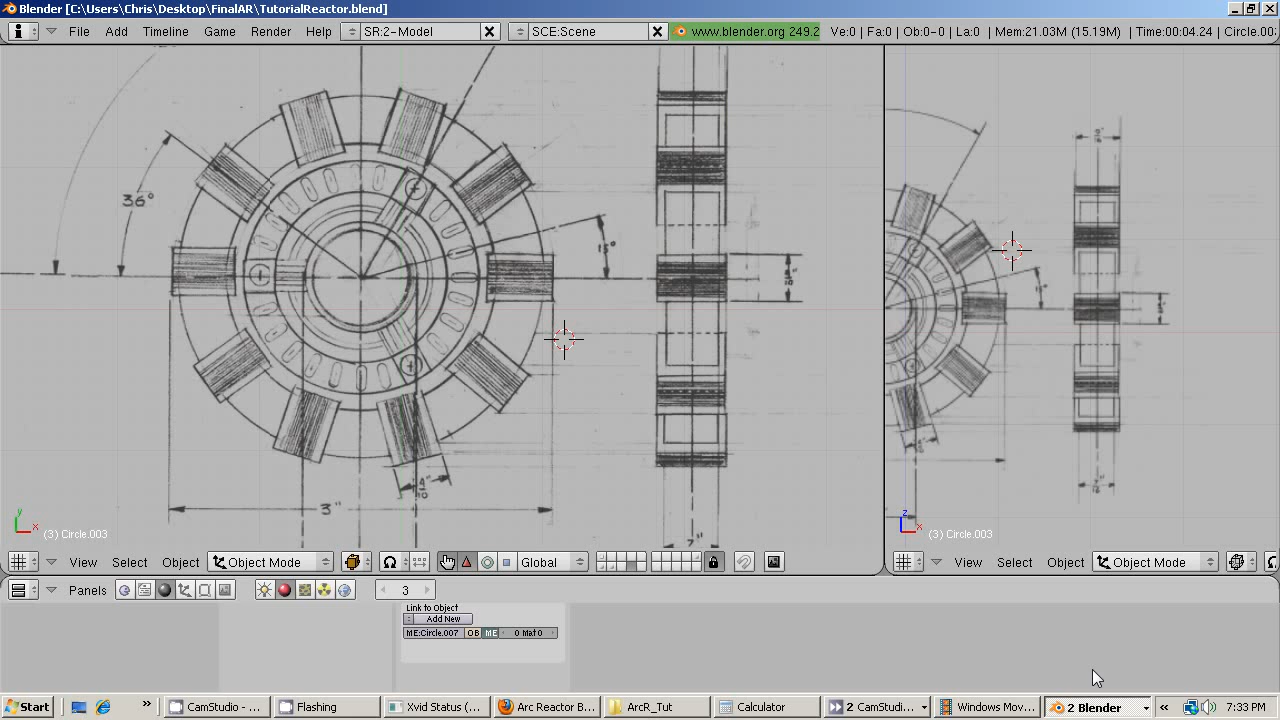 Blender [C:\Users\Chris\Desktop\FinalAR\TutorialReactor.blend]
File Add Timeline Game Render Help SR:2-Model SCE:Scene www.blender.org 249.2 Ve:0 | Fa:0 | Ob:0-0 | La:0 | Mem:21.03M (15.19M) | Time:00:04.24 | Circle.00
36°
15°
3"
7"
y
x
(3) Circle.003
z
x
(3) Circle.003
View Select Object Object Mode Global
View Select Object Object Mode
Panels 3
Link to Object
Add New
ME:Circle.007 OB ME 0 Mat 0
Start » CamStudio - ... Flashing Xvid Status (... Arc Reactor B... ArcR_Tut Calculator 2 CamStudi... Windows Mov... 2 Blender « 7:33 PM